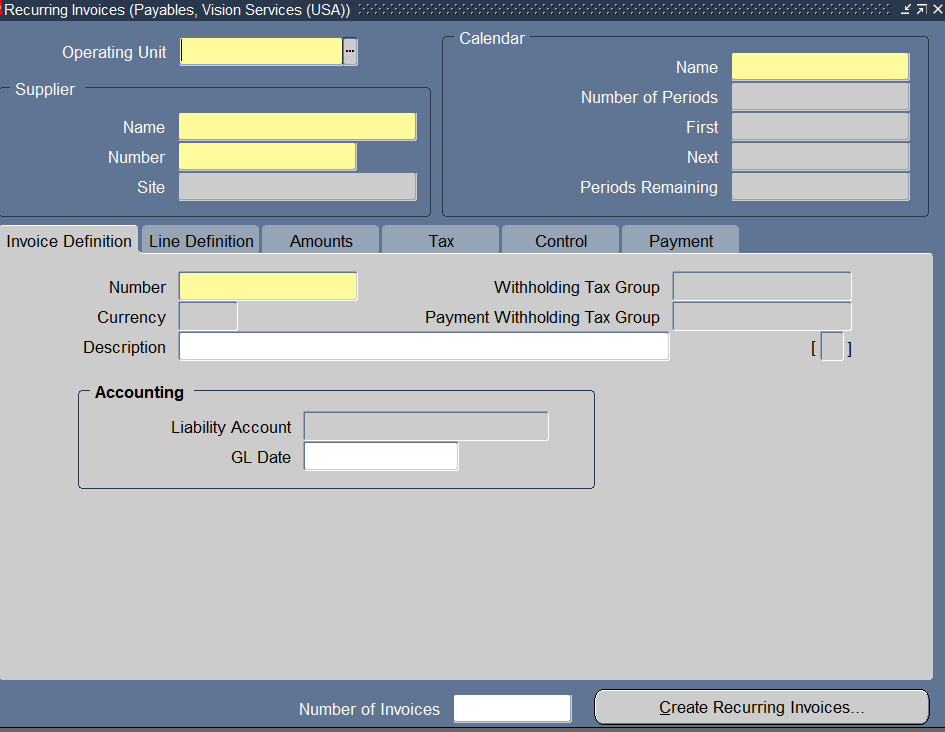 Recurring Invoices (Payables, Vision Services (USA))
Operating Unit
...
Supplier
Name
Number
Site
Calendar
Name
Number of Periods
First
Next
Periods Remaining
Invoice Definition
Line Definition
Amounts
Tax
Control
Payment
Number
Withholding Tax Group
Currency
Payment Withholding Tax Group
Description
[ ]
Accounting
Liability Account
GL Date
Number of Invoices
Create Recurring Invoices...